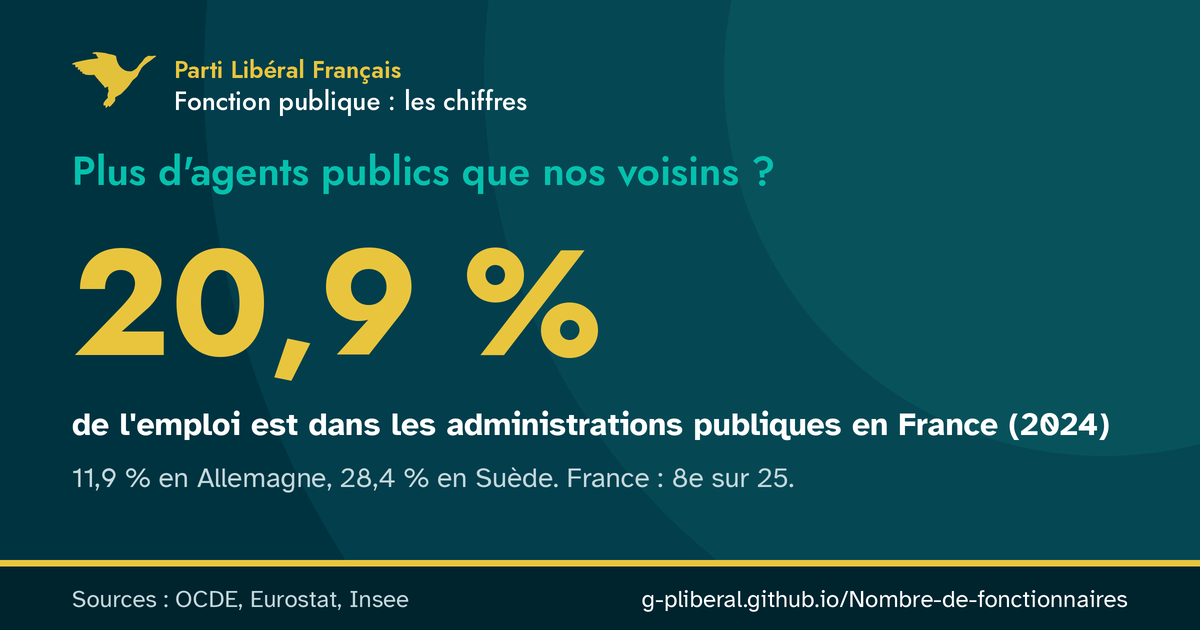 Parti Libéral Français
Fonction publique : les chiffres
Plus d'agents publics que nos voisins ?
20,9 %
de l'emploi est dans les administrations publiques en France (2024)
11,9 % en Allemagne, 28,4 % en Suède. France : 8e sur 25.
Sources : OCDE, Eurostat, Insee
g-pliberal.github.io/Nombre-de-fonctionnaires